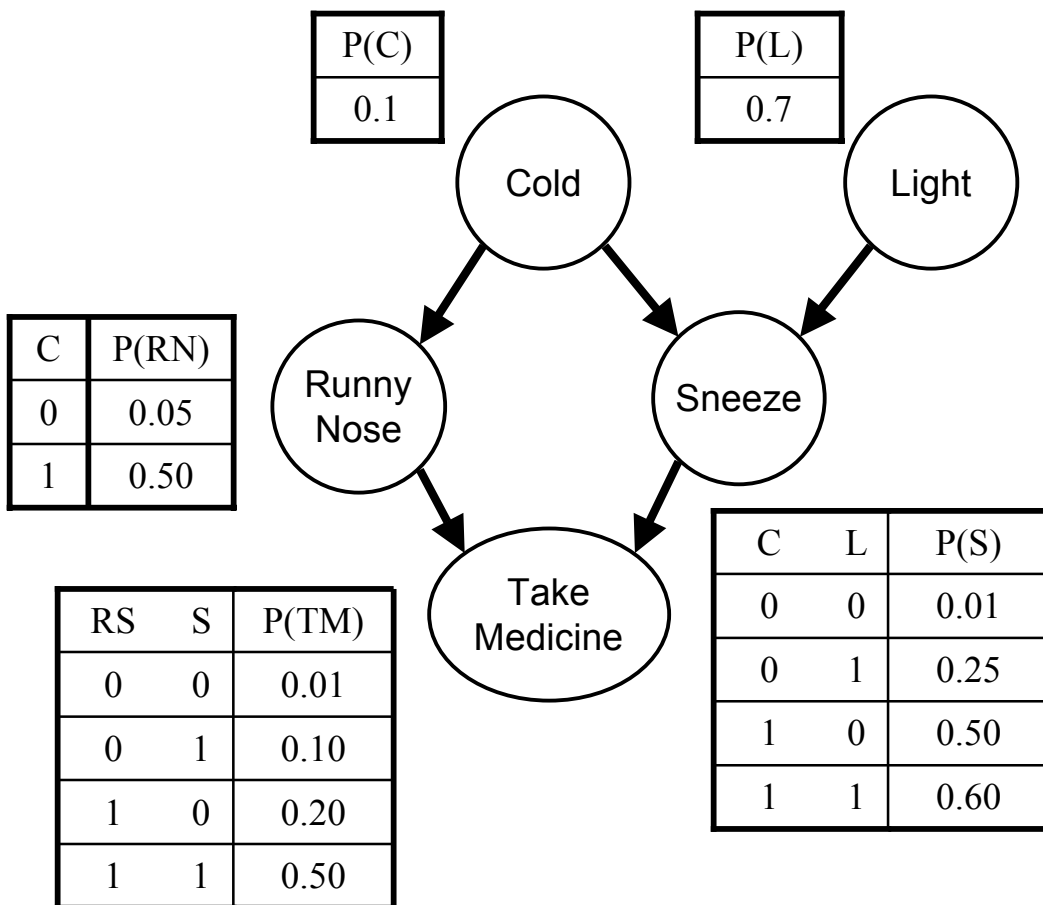 P(C)
0.1
P(L)
0.7
Cold
Light
C P(RN)
0 0.05
1 0.50
Runny
Nose
Sneeze
Take
Medicine
RS S P(TM)
0 0 0.01
0 1 0.10
1 0 0.20
1 1 0.50
C L P(S)
0 0 0.01
0 1 0.25
1 0 0.50
1 1 0.60